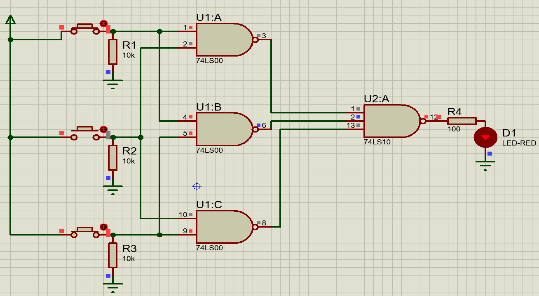 U1:A
1
2
3
74LS00
R1
10k
U1:B
4
5
6
74LS00
R2
10k
U2:A
1
2
13
12
74LS10
R4
100
D1
LED-RED
U1:C
10
9
8
74LS00
R3
10k